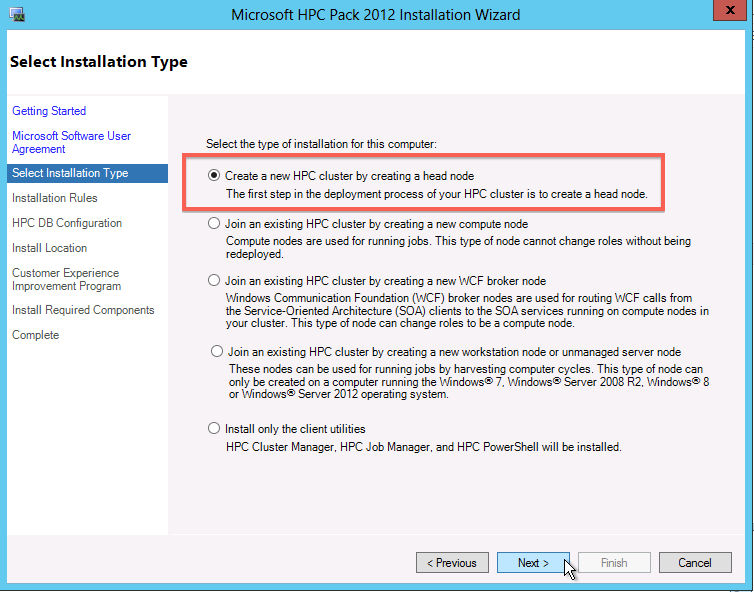 Microsoft HPC Pack 2012 Installation Wizard
x
Select Installation Type
Getting Started
Microsoft Software User
Agreement
Select Installation Type
Installation Rules
HPC DB Configuration
Install Location
Customer Experience
Improvement Program
Install Required Components
Complete
Select the type of installation for this computer:
Create a new HPC cluster by creating a head node
The first step in the deployment process of your HPC cluster is to create a head node.
Join an existing HPC cluster by creating a new compute node
Compute nodes are used for running jobs. This type of node cannot change roles without being
redeployed.
Join an existing HPC cluster by creating a new WCF broker node
Windows Communication Foundation (WCF) broker nodes are used for routing WCF calls from
the Service-Oriented Architecture (SOA) clients to the SOA services running on compute nodes in
your cluster. This type of node can change roles to be a compute node.
Join an existing HPC cluster by creating a new workstation node or unmanaged server node
These nodes can be used for running jobs by harvesting computer cycles. This type of node can
only be created on a computer running the Windows® 7, Windows® Server 2008 R2, Windows® 8
or Windows® Server 2012 operating system.
Install only the client utilities
HPC Cluster Manager, HPC Job Manager, and HPC PowerShell will be installed.
< Previous
Next >
Finish
Cancel